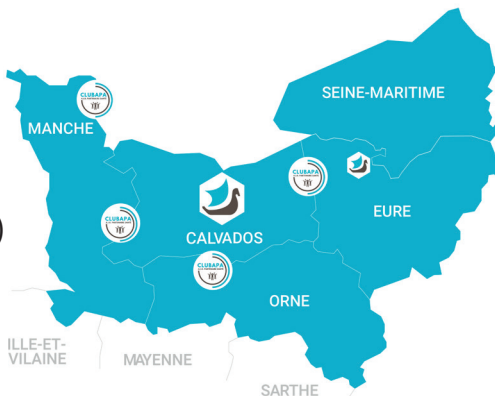 SEINE-MARITIME
CLUBAPA
MANCHE
CLUBAPA
EURE
CLUBAPA
CALVADOS
CLUBAPA
ORNE
ILLE-ET-
VILAINE
MAYENNE
SARTHE